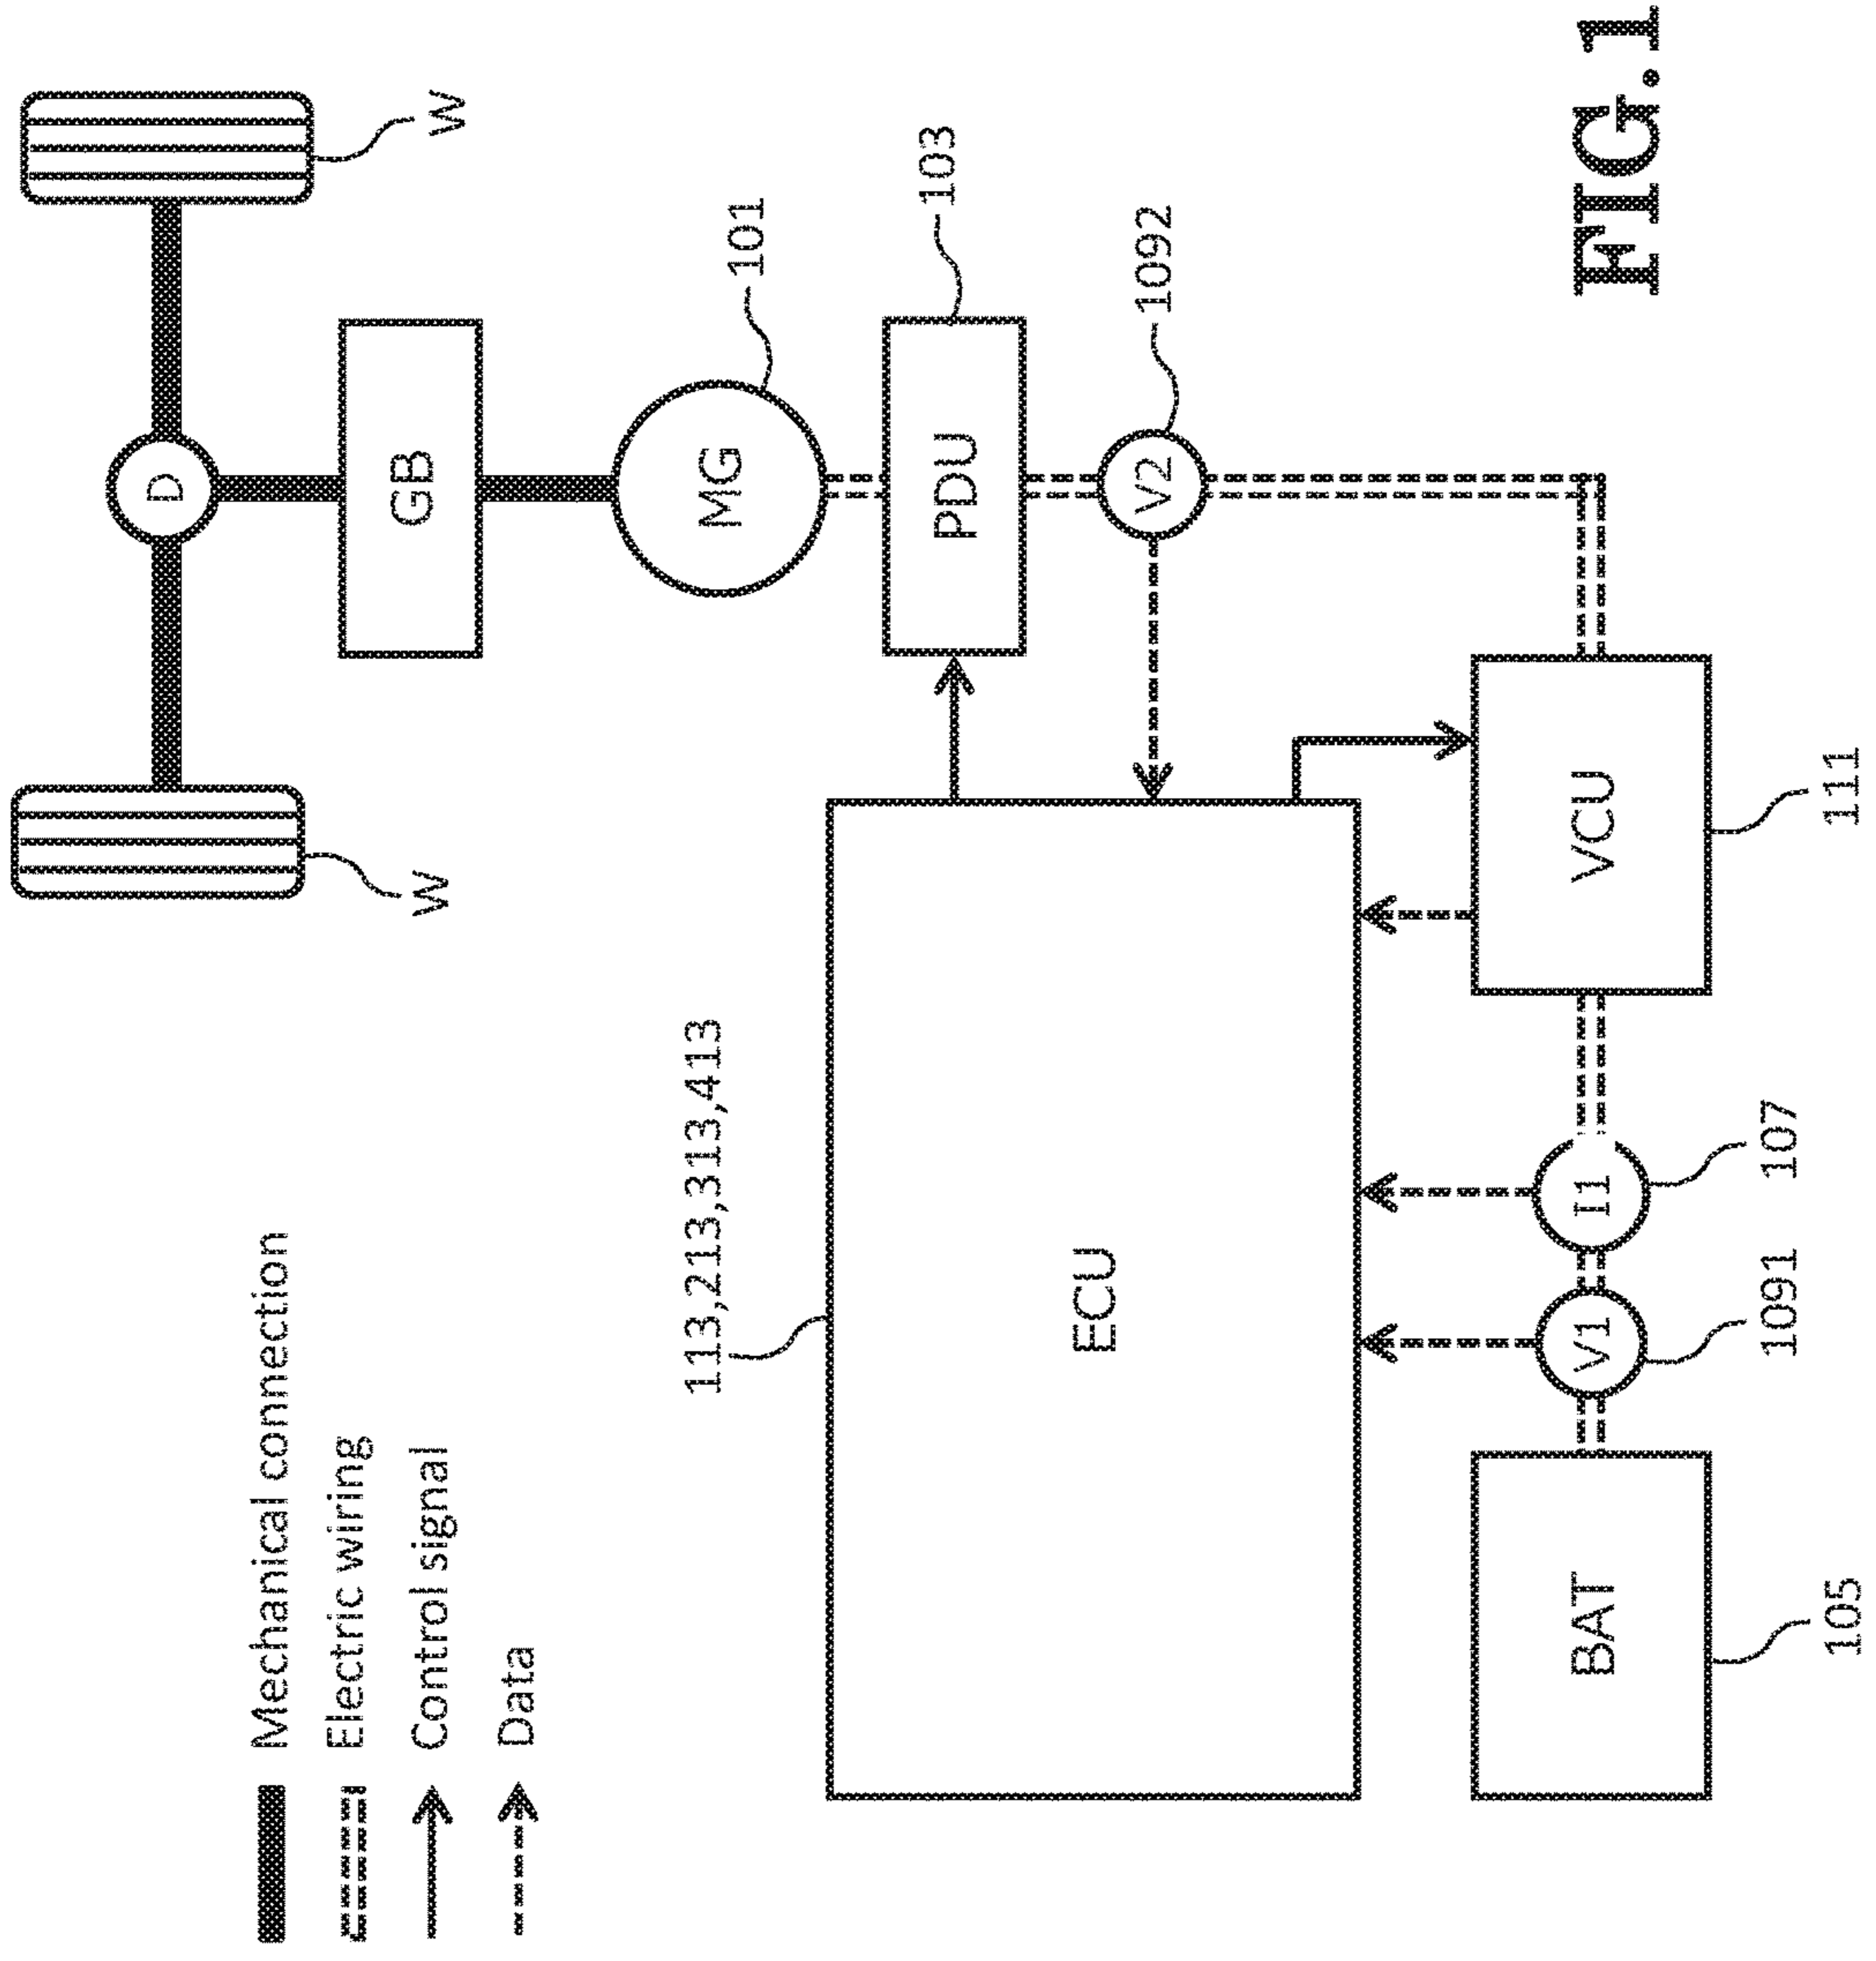 Mechanical connection
Electric wiring
Control signal
Data
W
W
D
GB
MG
101
PDU
103
V2
1092
113,213,313,413
ECU
BAT
105
V1
1091
I1
107
VCU
111
FIG.1